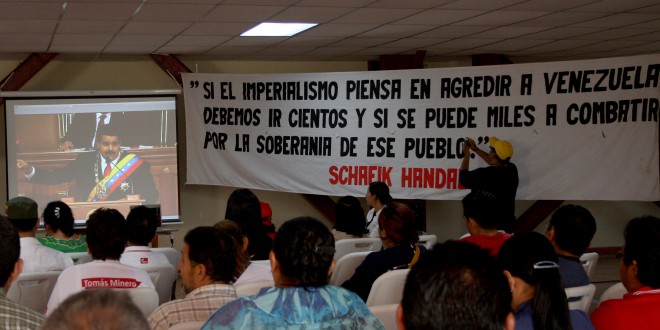 "SI EL IMPERIALISMO PIENSA EN AGREDIR A VENEZUELA
DEBEMOS IR CIENTOS Y SI SE PUEDE MILES A COMBATIR
POR LA SOBERANIA DE ESE PUEBLO"
SCHAFIK HANDAL
Tomás Minero